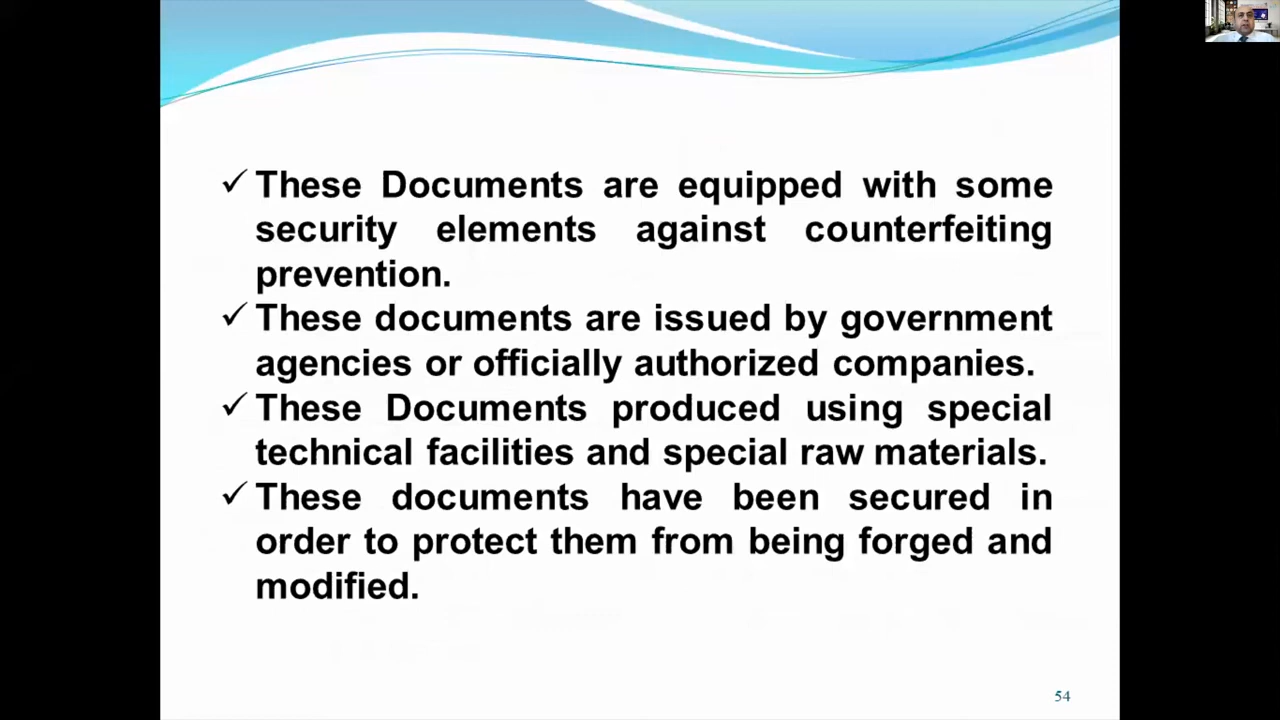 ✓ These Documents are equipped with some
security elements against counterfeiting
prevention.
✓ These documents are issued by government
agencies or officially authorized companies.
✓ These Documents produced using special
technical facilities and special raw materials.
✓ These documents have been secured in
order to protect them from being forged and
modified.
54